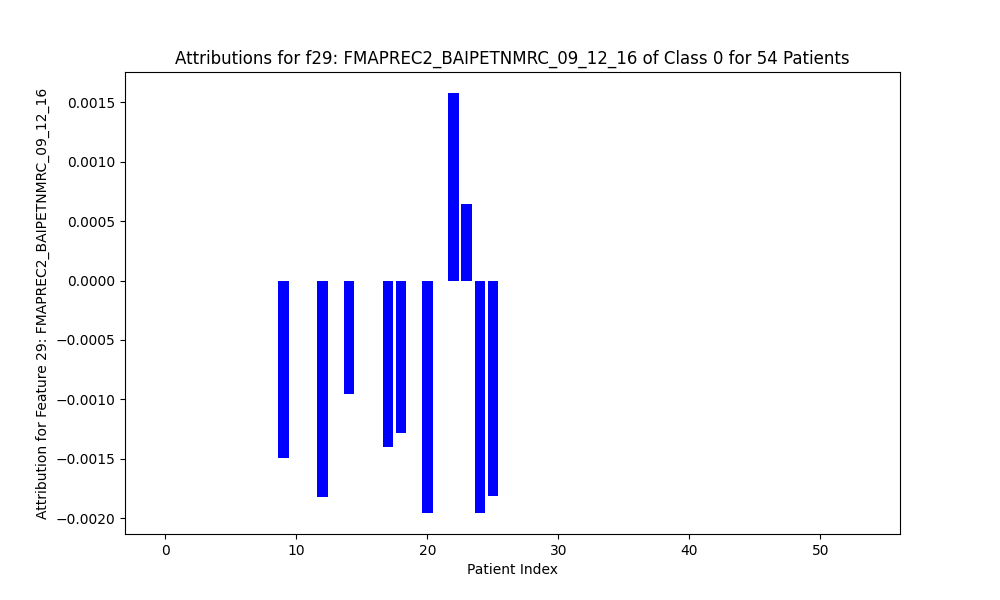 Attributions for f29: FMAPREC2_BAIPETNMRC_09_12_16 of Class 0 for 54 Patients
Attribution for Feature 29: FMAPREC2_BAIPETNMRC_09_12_16
0.0015
0.0010
0.0005
0.0000
−0.0005
−0.0010
−0.0015
−0.0020
0 10 20 30 40 50
Patient Index